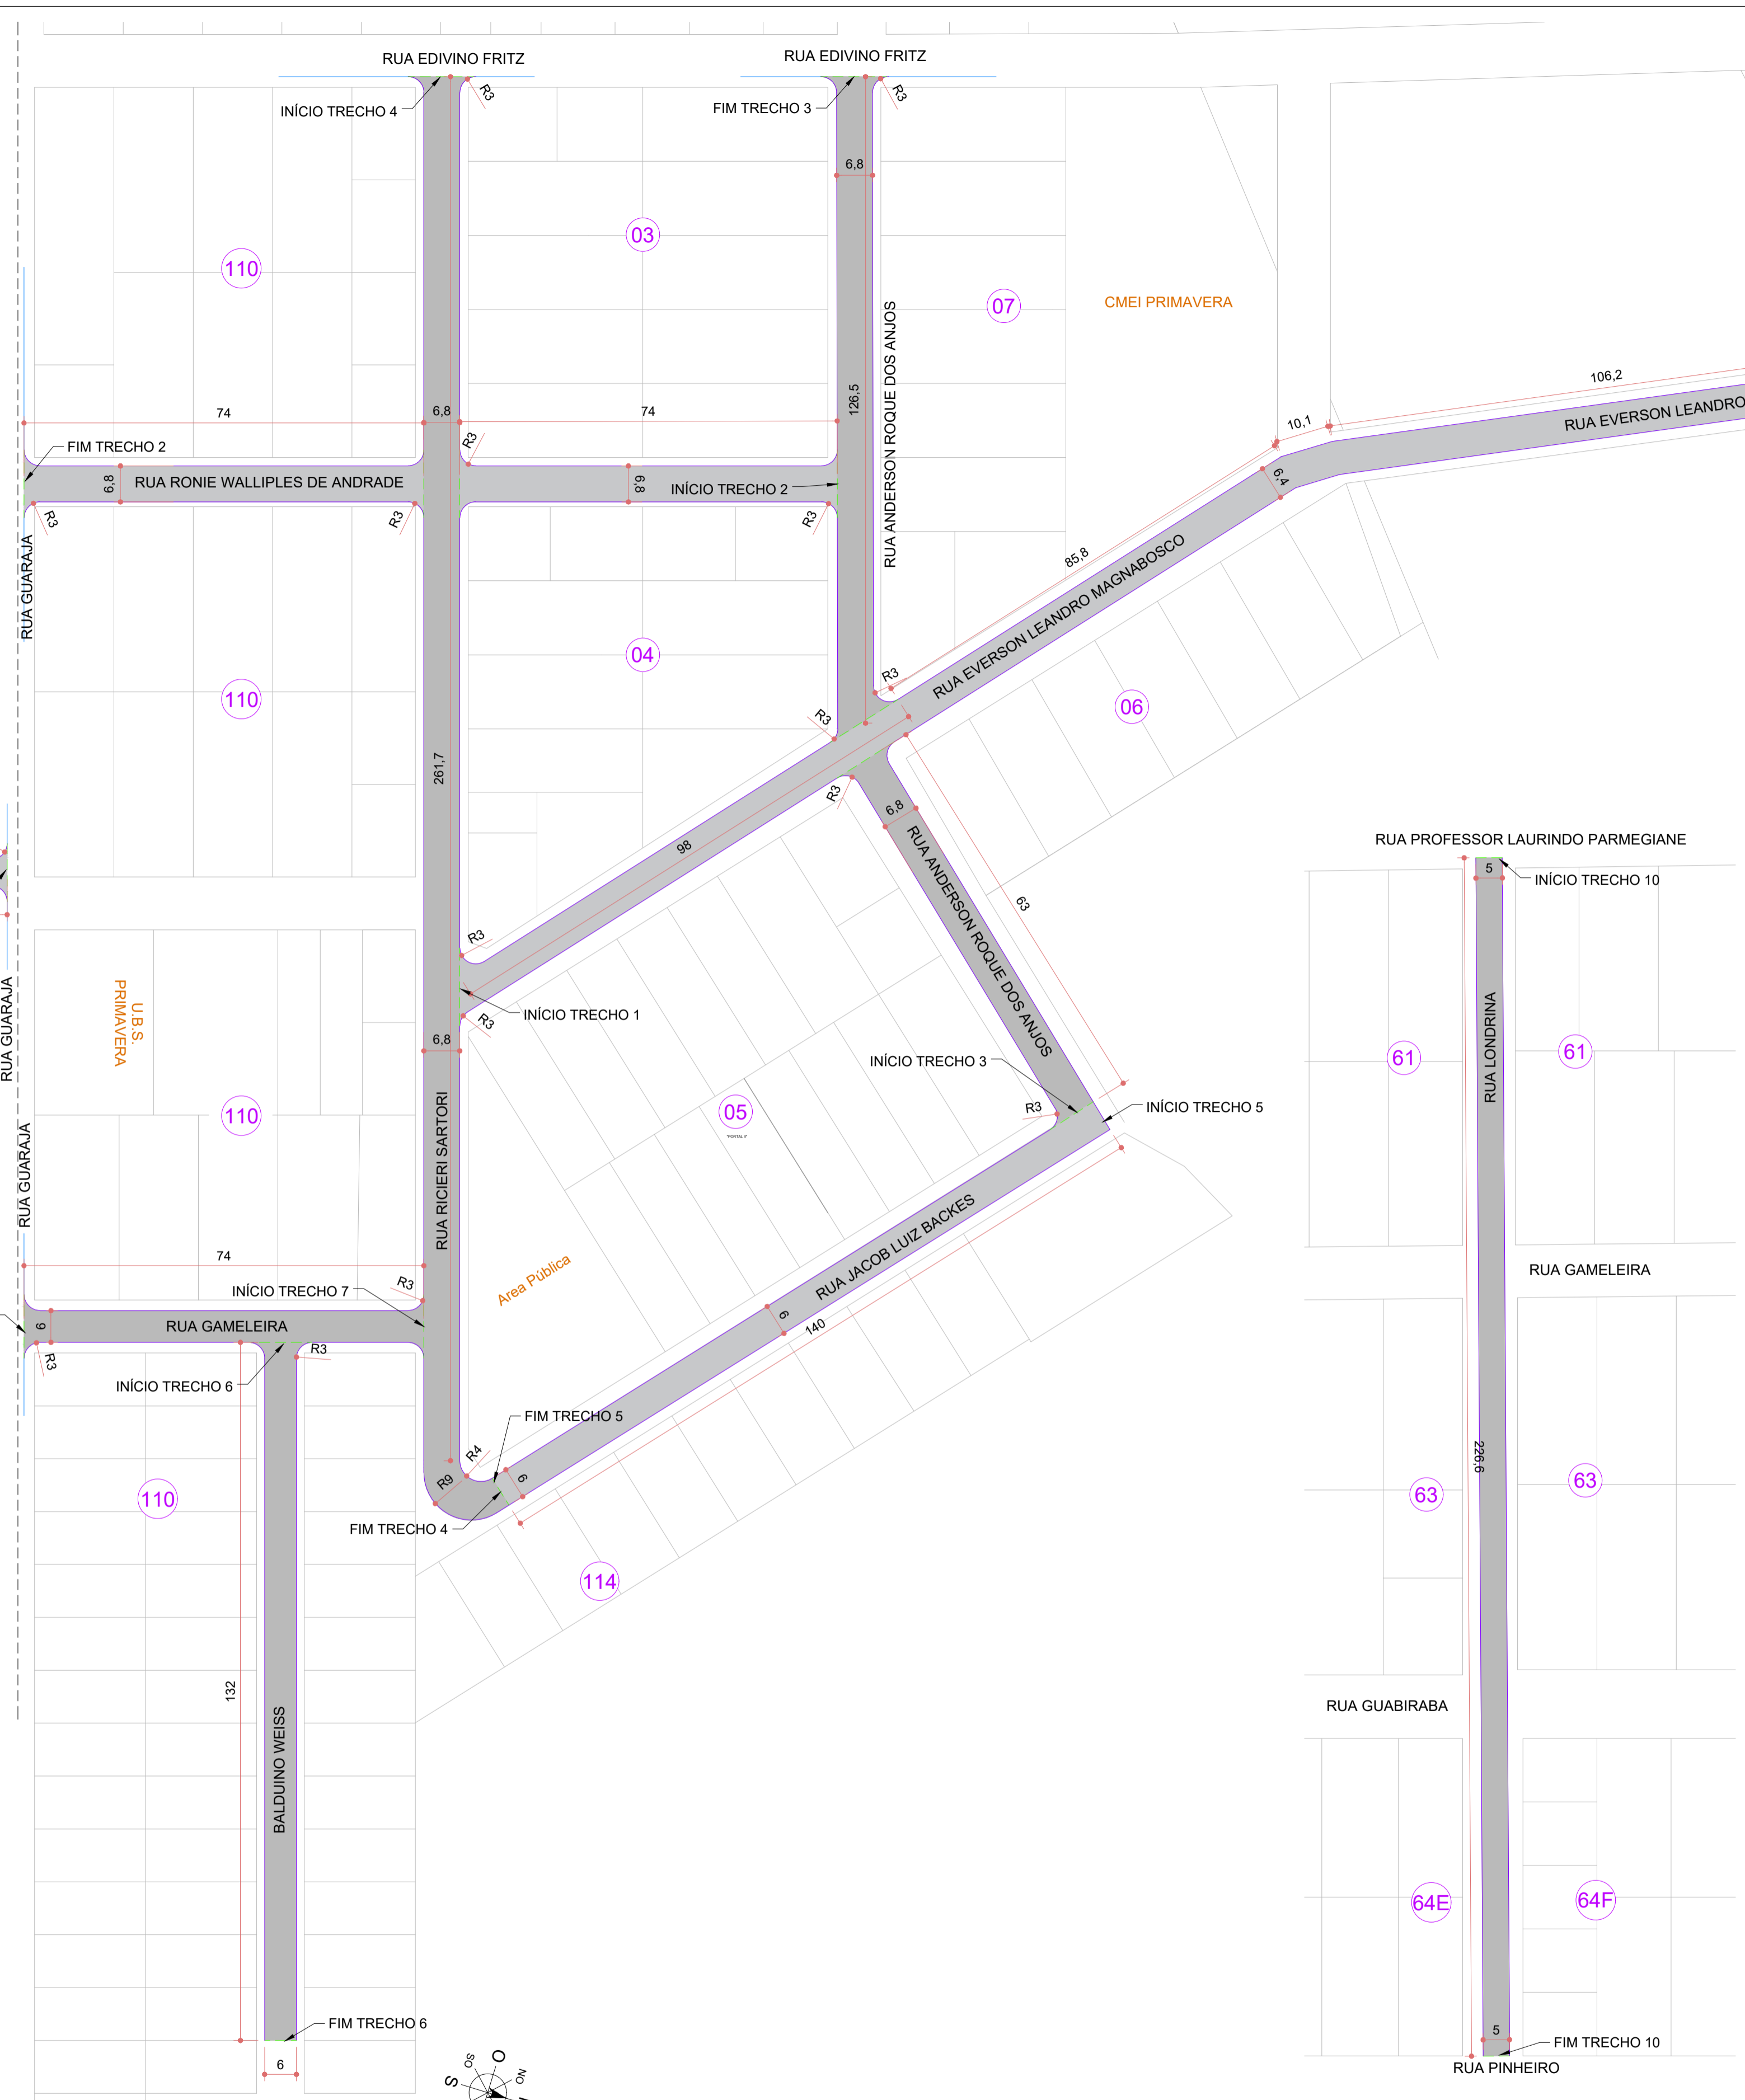 RUA EDIVINO FRITZ
RUA EDIVINO FRITZ
INÍCIO TRECHO 4
R3
FIM TRECHO 3
R3
6,8
03
110
07
CMEI PRIMAVERA
RUA ANDERSON ROQUE DOS ANJOS
126,5
106,2
10,1
RUA EVERSON LEANDRO
74
6,8
74
R3
FIM TRECHO 2
6,8
RUA RONIE WALLIPLES DE ANDRADE
6,8
INÍCIO TRECHO 2
6,4
R3
R3
R3
RUA GUARAJA
85,8
RUA EVERSON LEANDRO MAGNABOSCO
04
110
R3
06
R3
261,7
R3
6,8
98
RUA ANDERSON ROQUE DOS ANJOS
63
RUA PROFESSOR LAURINDO PARMEGIANE
5
INÍCIO TRECHO 10
R3
RUA GUARAJA
U.B.S.
PRIMAVERA
INÍCIO TRECHO 1
R3
6,8
RUA LONDRINA
61
61
INÍCIO TRECHO 3
R3
INÍCIO TRECHO 5
110
05
"PORTAL II"
RUA GUARAJA
RUA RICIERI SARTORI
RUA JACOB LUIZ BACKES
74
Area Pública
RUA GAMELEIRA
R3
INÍCIO TRECHO 7
6
RUA GAMELEIRA
6
140
R3
R3
INÍCIO TRECHO 6
FIM TRECHO 5
R4
R9
6
226,6
63
63
110
FIM TRECHO 4
114
132
RUA GUABIRABA
BALDUINO WEISS
64E
64F
FIM TRECHO 6
6
5
FIM TRECHO 10
RUA PINHEIRO
SO
O
NO
S